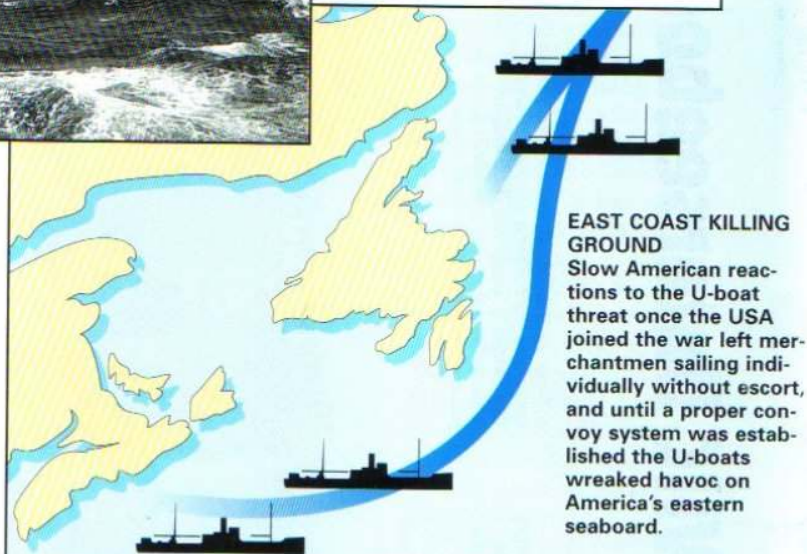 EAST COAST KILLING
GROUND
Slow American reac-
tions to the U-boat
threat once the USA
joined the war left mer-
chantmen sailing indi-
vidually without escort,
and until a proper con-
voy system was estab-
lished the U-boats
wreaked havoc on
America's eastern
seaboard.